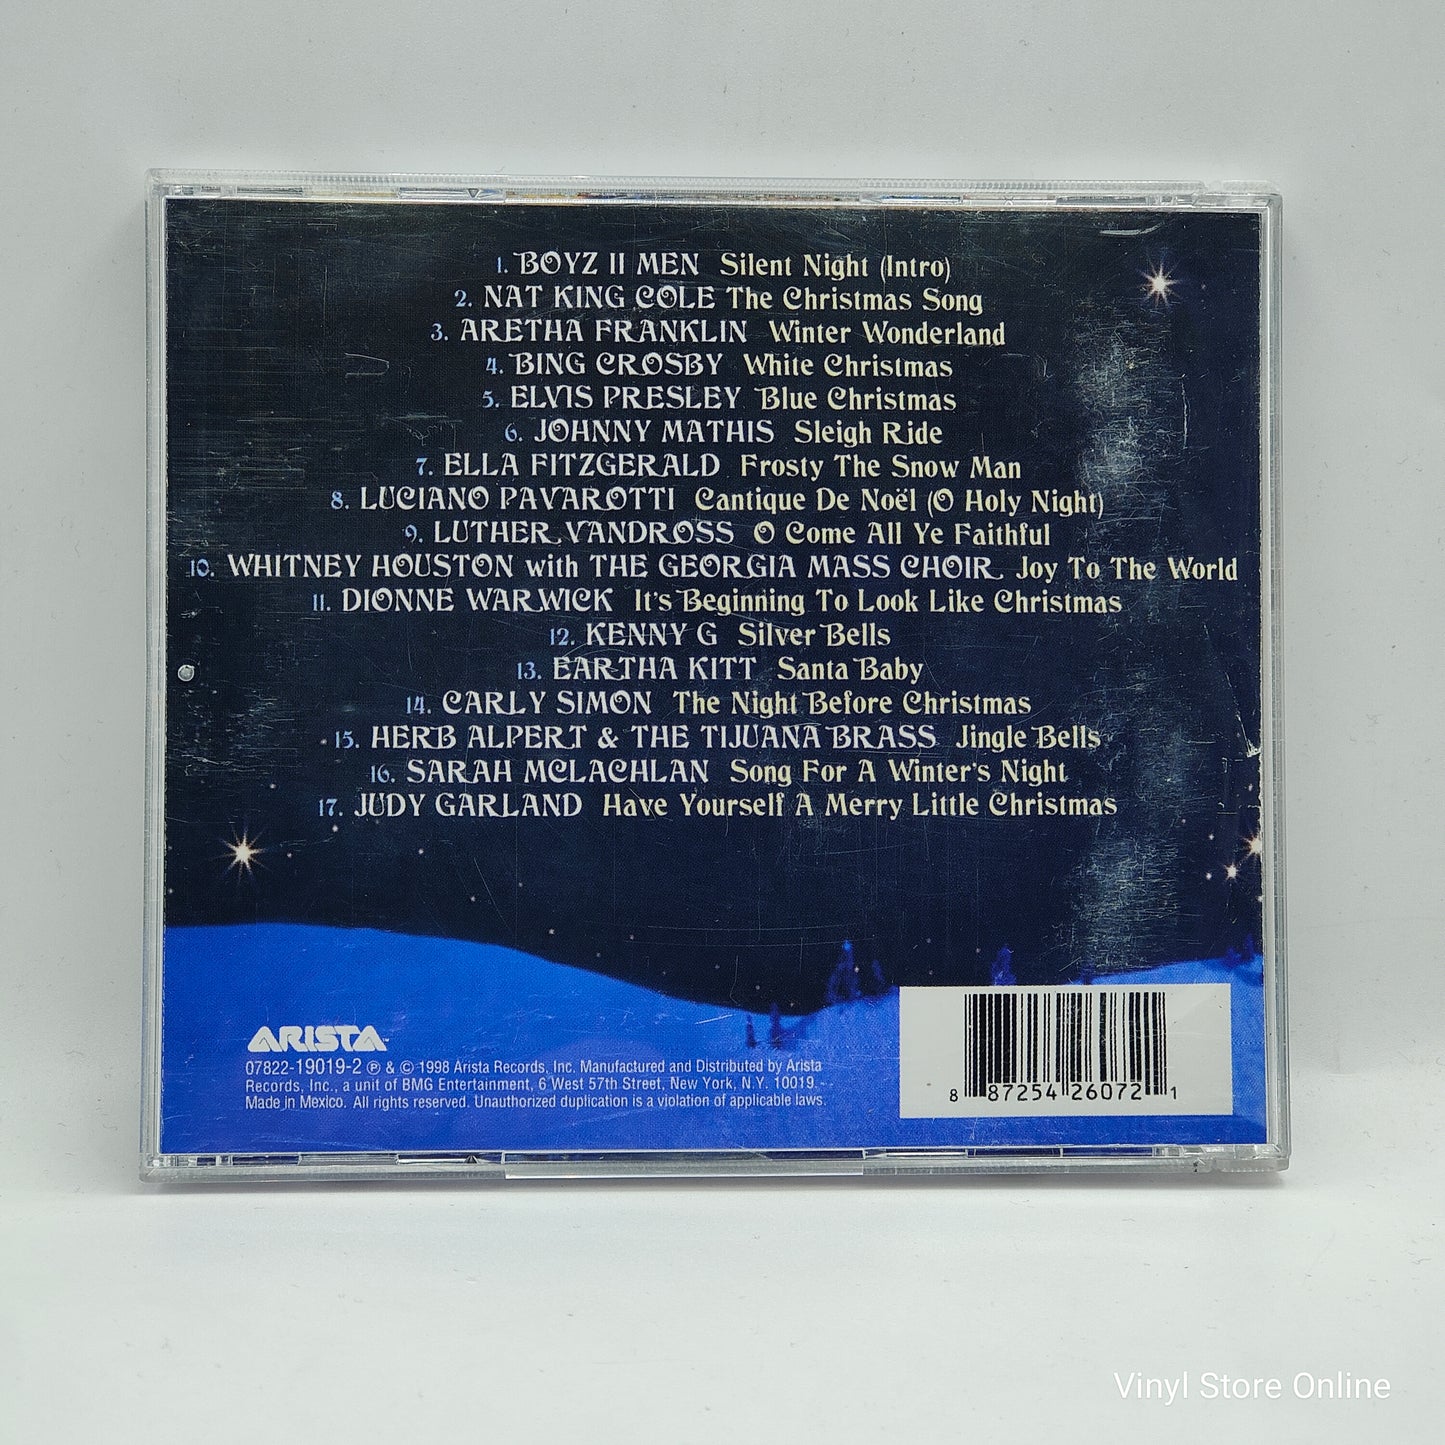 1. BOYZ II MEN Silent Night (Intro)
2. NAT KING COLE The Christmas Song
3. ARETHA FRANKLIN Winter Wonderland
4. BING CROSBY White Christmas
5. ELVIS PRESLEY Blue Christmas
6. JOHNNY MATHIS Sleigh Ride
7. ELLA FITZGERALD Frosty The Snow Man
8. LUCIANO PAVAROTTI Cantique De Noël (O Holy Night)
9. LUTHER VANDROSS O Come All Ye Faithful
10. WHITNEY HOUSTON with THE GEORGIA MASS CHOIR Joy To The World
11. DIONNE WARWICK It's Beginning To Look Like Christmas
12. KENNY G Silver Bells
13. EARTHA KITT Santa Baby
14. CARLY SIMON The Night Before Christmas
15. HERB ALPERT & THE TIJUANA BRASS Jingle Bells
16. SARAH MCLACHLAN Song For A Winter's Night
17. JUDY GARLAND Have Yourself A Merry Little Christmas
ARISTA™
07822-19019-2 ℗ & © 1998 Arista Records, Inc. Manufactured and Distributed by Arista
Records, Inc., a unit of BMG Entertainment, 6 West 57th Street, New York, N.Y. 10019.
Made in Mexico. All rights reserved. Unauthorized duplication is a violation of applicable laws.
8 87254 26072 1
Vinyl Store Online